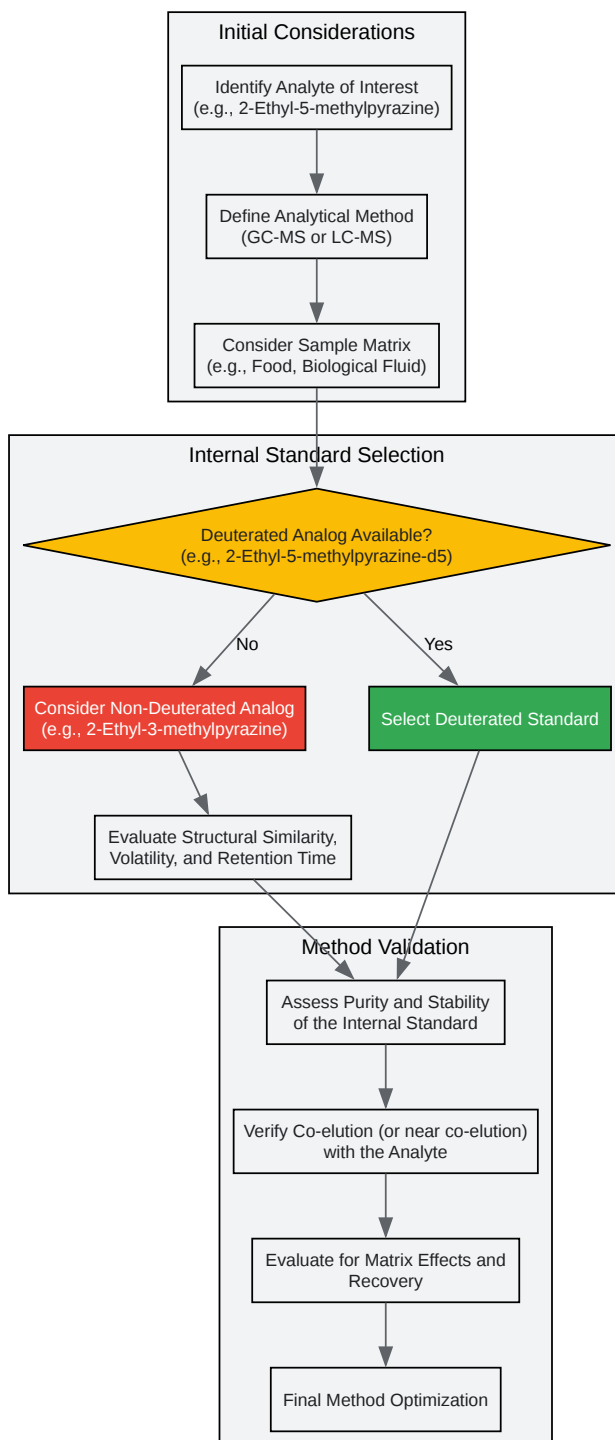 Initial Considerations
Identify Analyte of Interest
(e.g., 2-Ethyl-5-methylpyrazine)
Define Analytical Method
(GC-MS or LC-MS)
Consider Sample Matrix
(e.g., Food, Biological Fluid)
Internal Standard Selection
Deuterated Analog Available?
(e.g., 2-Ethyl-5-methylpyrazine-d5)
No
Yes
Consider Non-Deuterated Analog
(e.g., 2-Ethyl-3-methylpyrazine)
Select Deuterated Standard
Evaluate Structural Similarity,
Volatility, and Retention Time
Method Validation
Assess Purity and Stability
of the Internal Standard
Verify Co-elution (or near co-elution)
with the Analyte
Evaluate for Matrix Effects and
Recovery
Final Method Optimization